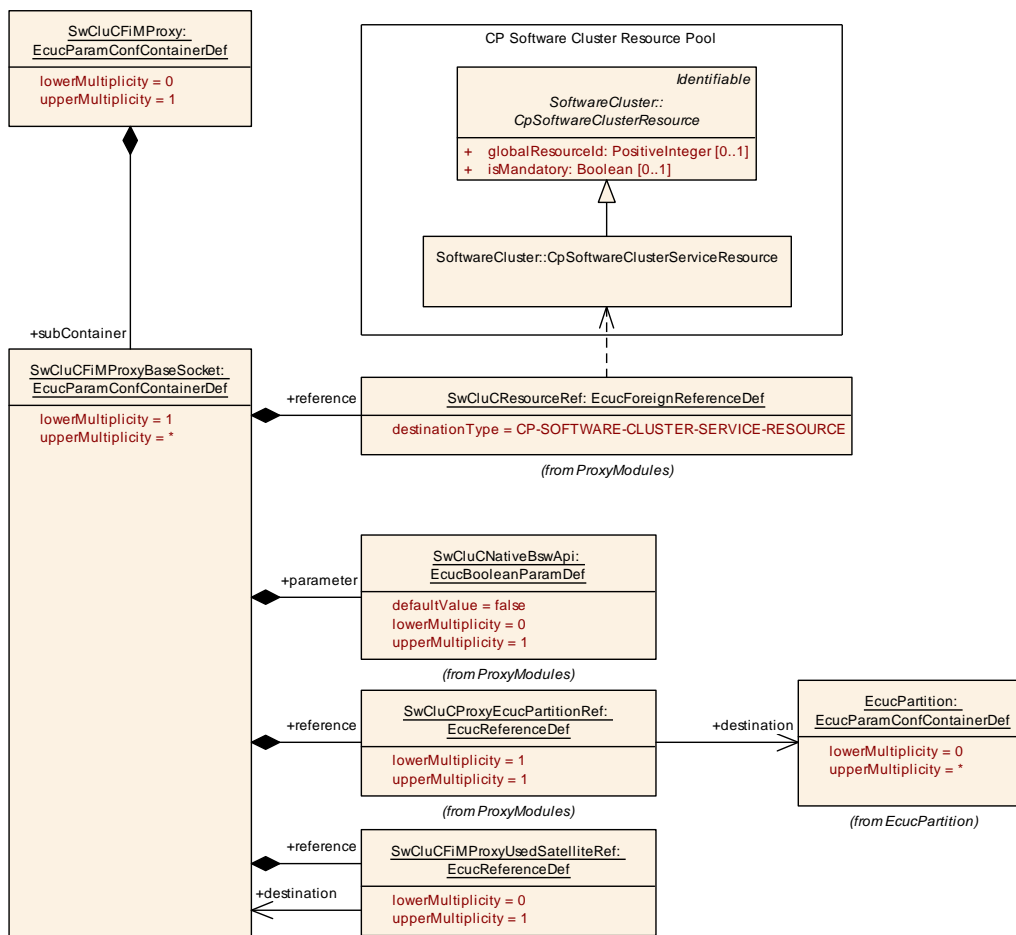 SwCluCFiMProxy:
EcucParamConfContainerDef
lowerMultiplicity = 0
upperMultiplicity = 1
CP Software Cluster Resource Pool
Identifiable
SoftwareCluster::
CpSoftwareClusterResource
+ globalResourceId: PositiveInteger [0..1]
+ isMandatory: Boolean [0..1]
SoftwareCluster::CpSoftwareClusterServiceResource
+subContainer
SwCluCFiMProxyBaseSocket:
EcucParamConfContainerDef
lowerMultiplicity = 1
upperMultiplicity = *
+reference
SwCluCResourceRef: EcucForeignReferenceDef
destinationType = CP-SOFTWARE-CLUSTER-SERVICE-RESOURCE
(from ProxyModules)
+parameter
SwCluCNativeBswApi:
EcucBooleanParamDef
defaultValue = false
lowerMultiplicity = 0
upperMultiplicity = 1
(from ProxyModules)
+reference
SwCluCProxyEcucPartitionRef:
EcucReferenceDef
lowerMultiplicity = 1
upperMultiplicity = 1
(from ProxyModules)
+destination
EcucPartition:
EcucParamConfContainerDef
lowerMultiplicity = 0
upperMultiplicity = *
(from EcucPartition)
+reference
SwCluCFiMProxyUsedSatelliteRef:
EcucReferenceDef
+destination
lowerMultiplicity = 0
upperMultiplicity = 1